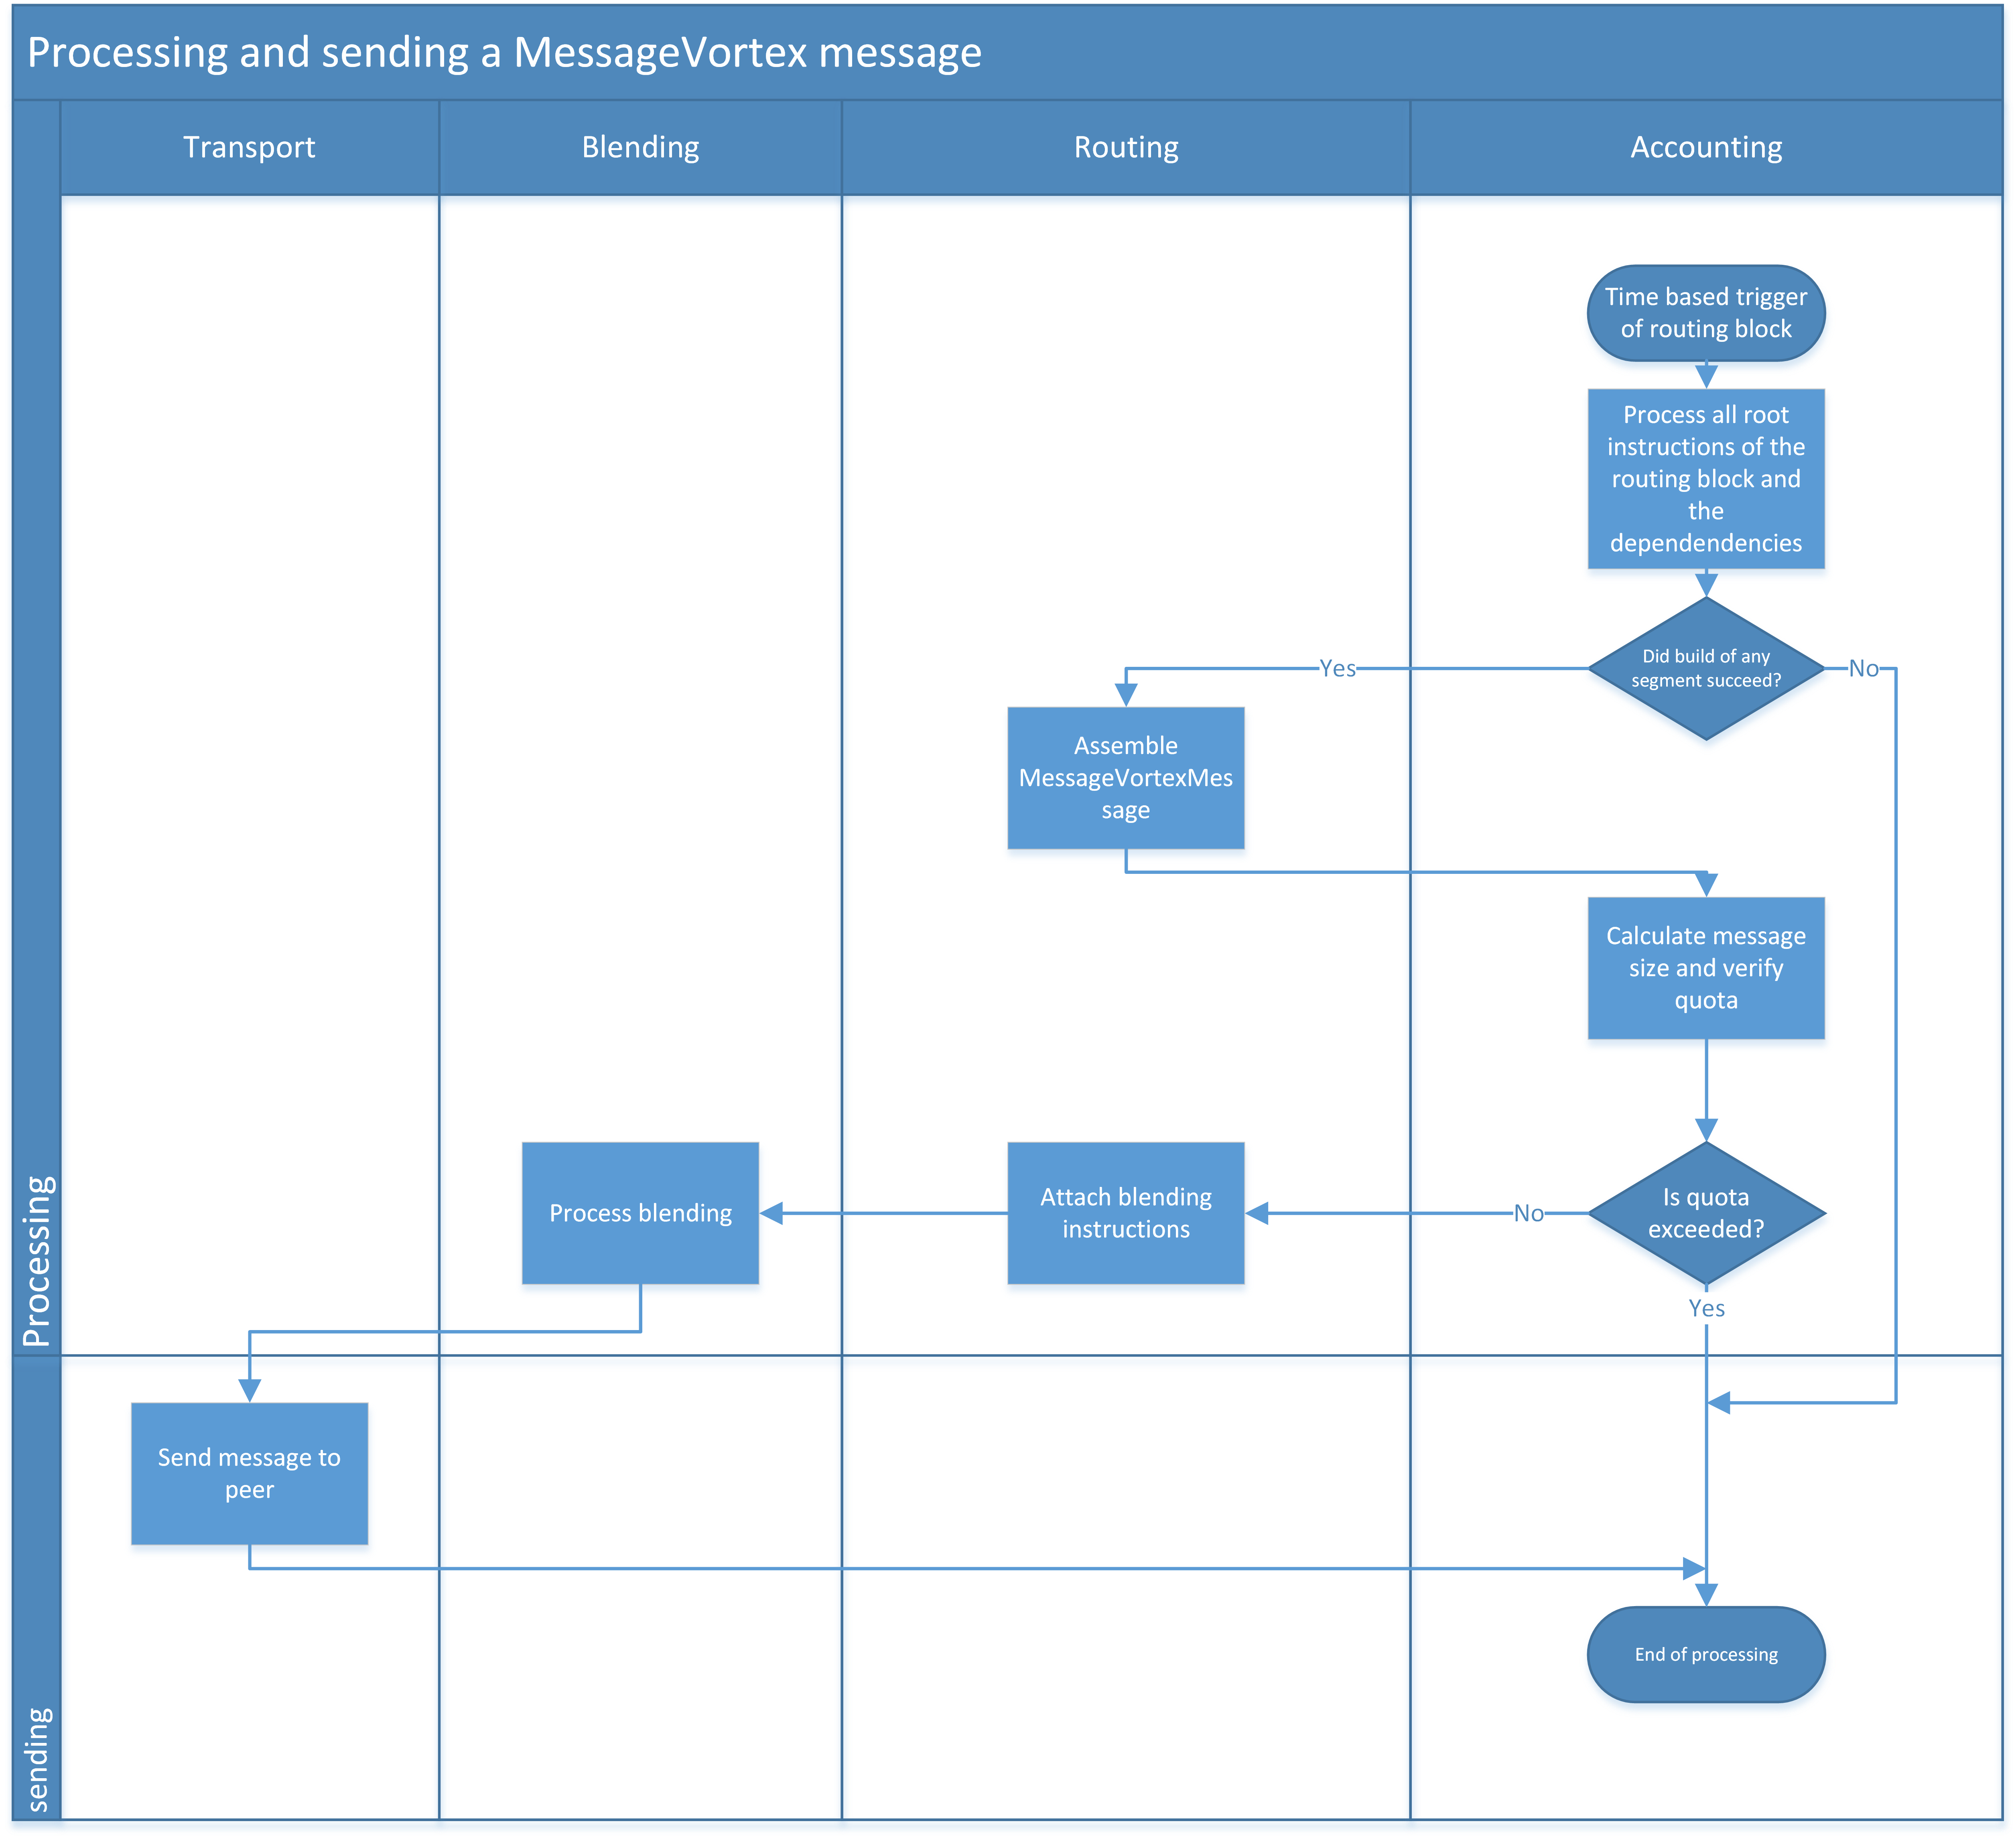 Processing and sending a MessageVortex message
Transport
Blending
Routing
Accounting
Processing
Time based trigger
of routing block
Process all root
instructions of the
routing block and
the
dependendencies
Did build of any
segment succeed?
Yes
No
Assemble
MessageVortexMes
sage
Calculate message
size and verify
quota
Process blending
Attach blending
instructions
No
Is quota
exceeded?
Yes
sending
Send message to
peer
End of processing